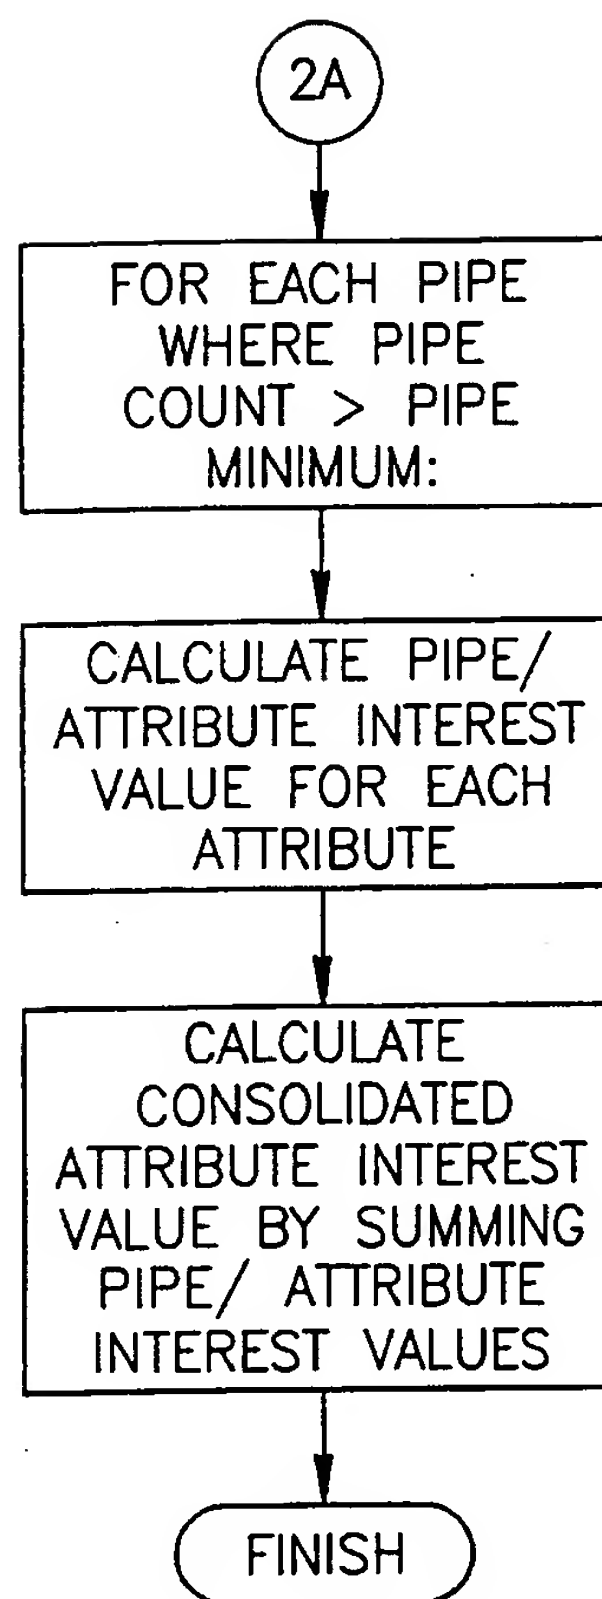 2A
FOR EACH PIPE
WHERE PIPE
COUNT > PIPE
MINIMUM:
CALCULATE PIPE/
ATTRIBUTE INTEREST
VALUE FOR EACH
ATTRIBUTE
CALCULATE
CONSOLIDATED
ATTRIBUTE INTEREST
VALUE BY SUMMING
PIPE/ ATTRIBUTE
INTEREST VALUES
FINISH